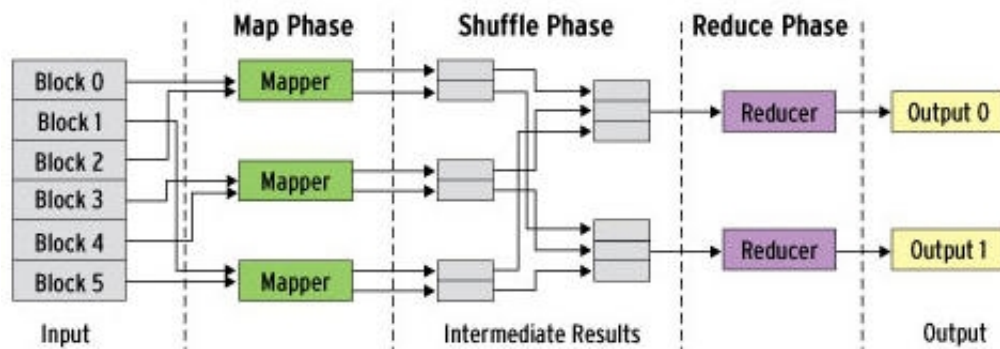 Map Phase
Shuffle Phase
Reduce Phase
Block 0
Block 1
Block 2
Block 3
Block 4
Block 5
Mapper
Mapper
Mapper
Reducer
Reducer
Output 0
Output 1
Input
Intermediate Results
Output